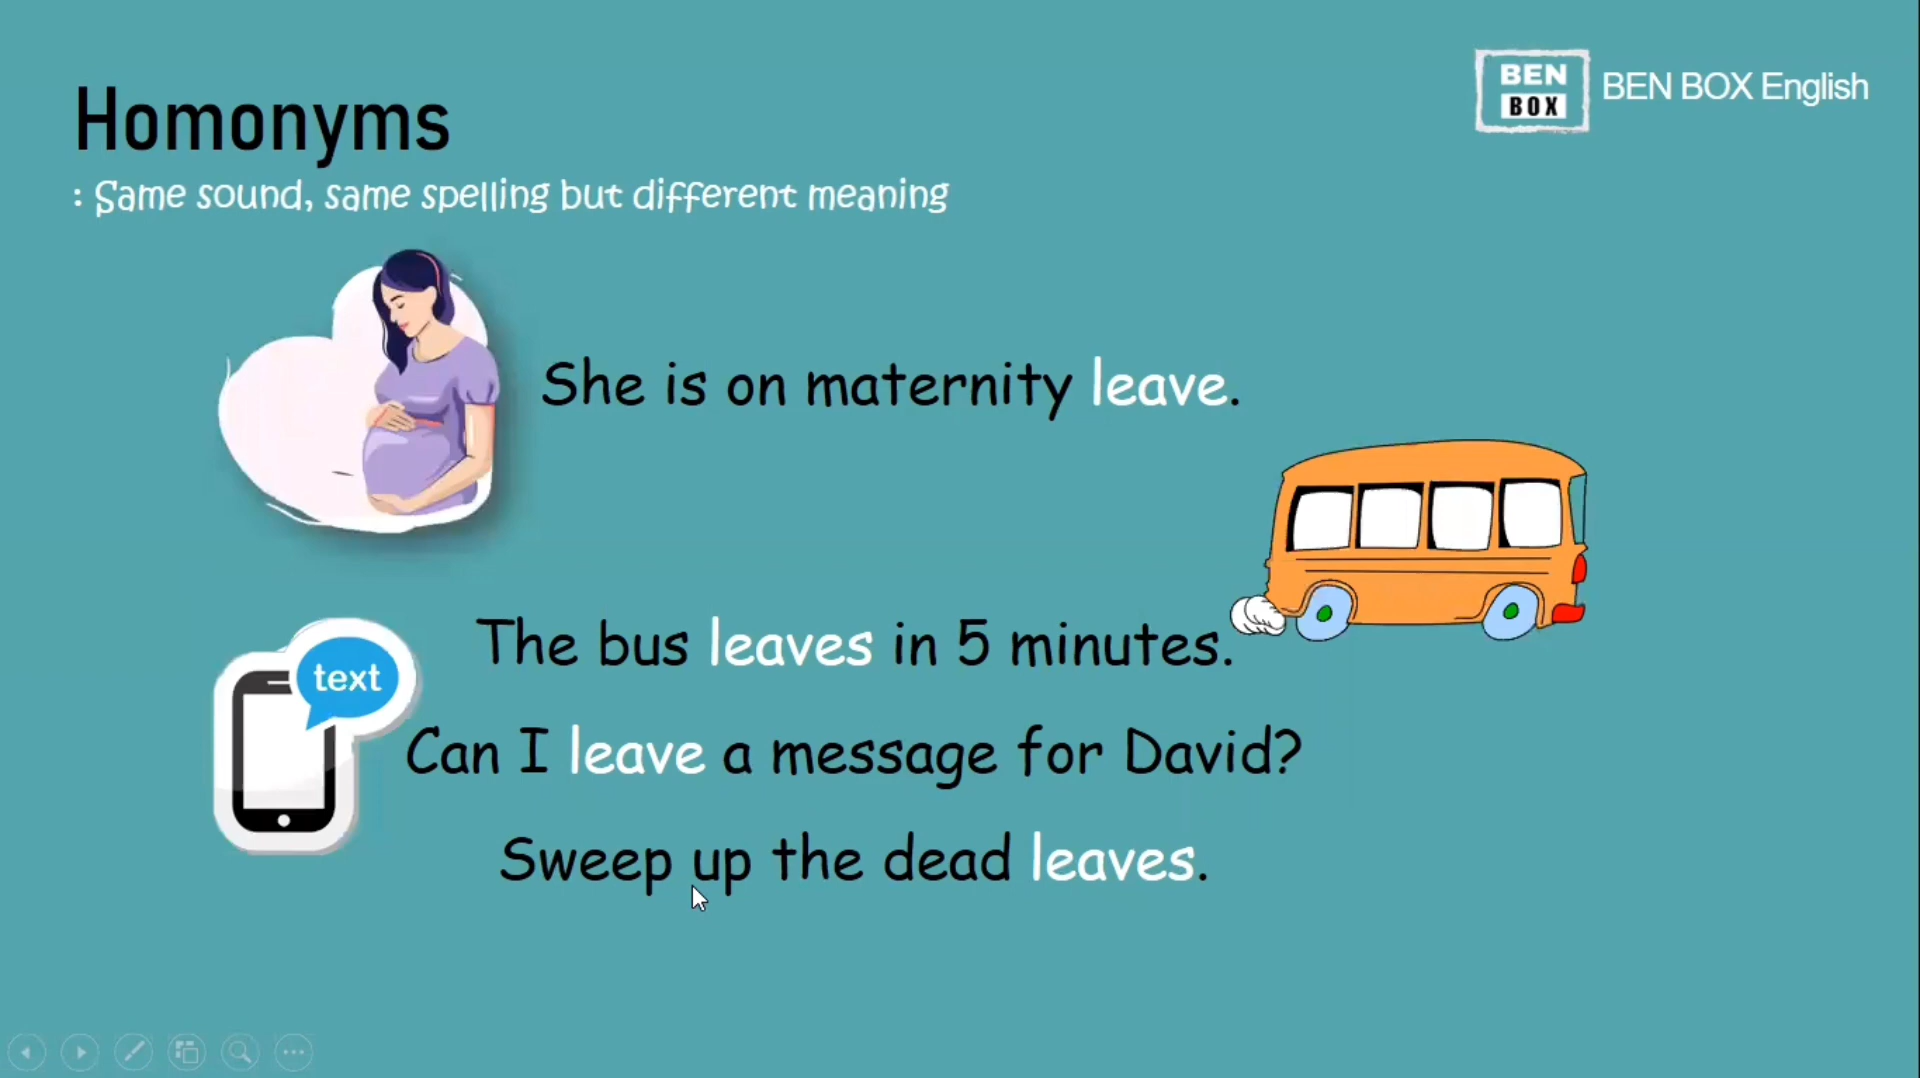 BEN
BOX
BEN BOX English
Homonyms
: Same sound, same spelling but different meaning
She is on maternity leave.
The bus leaves in 5 minutes.
text
Can I leave a message for David?
Sweep up the dead leaves.